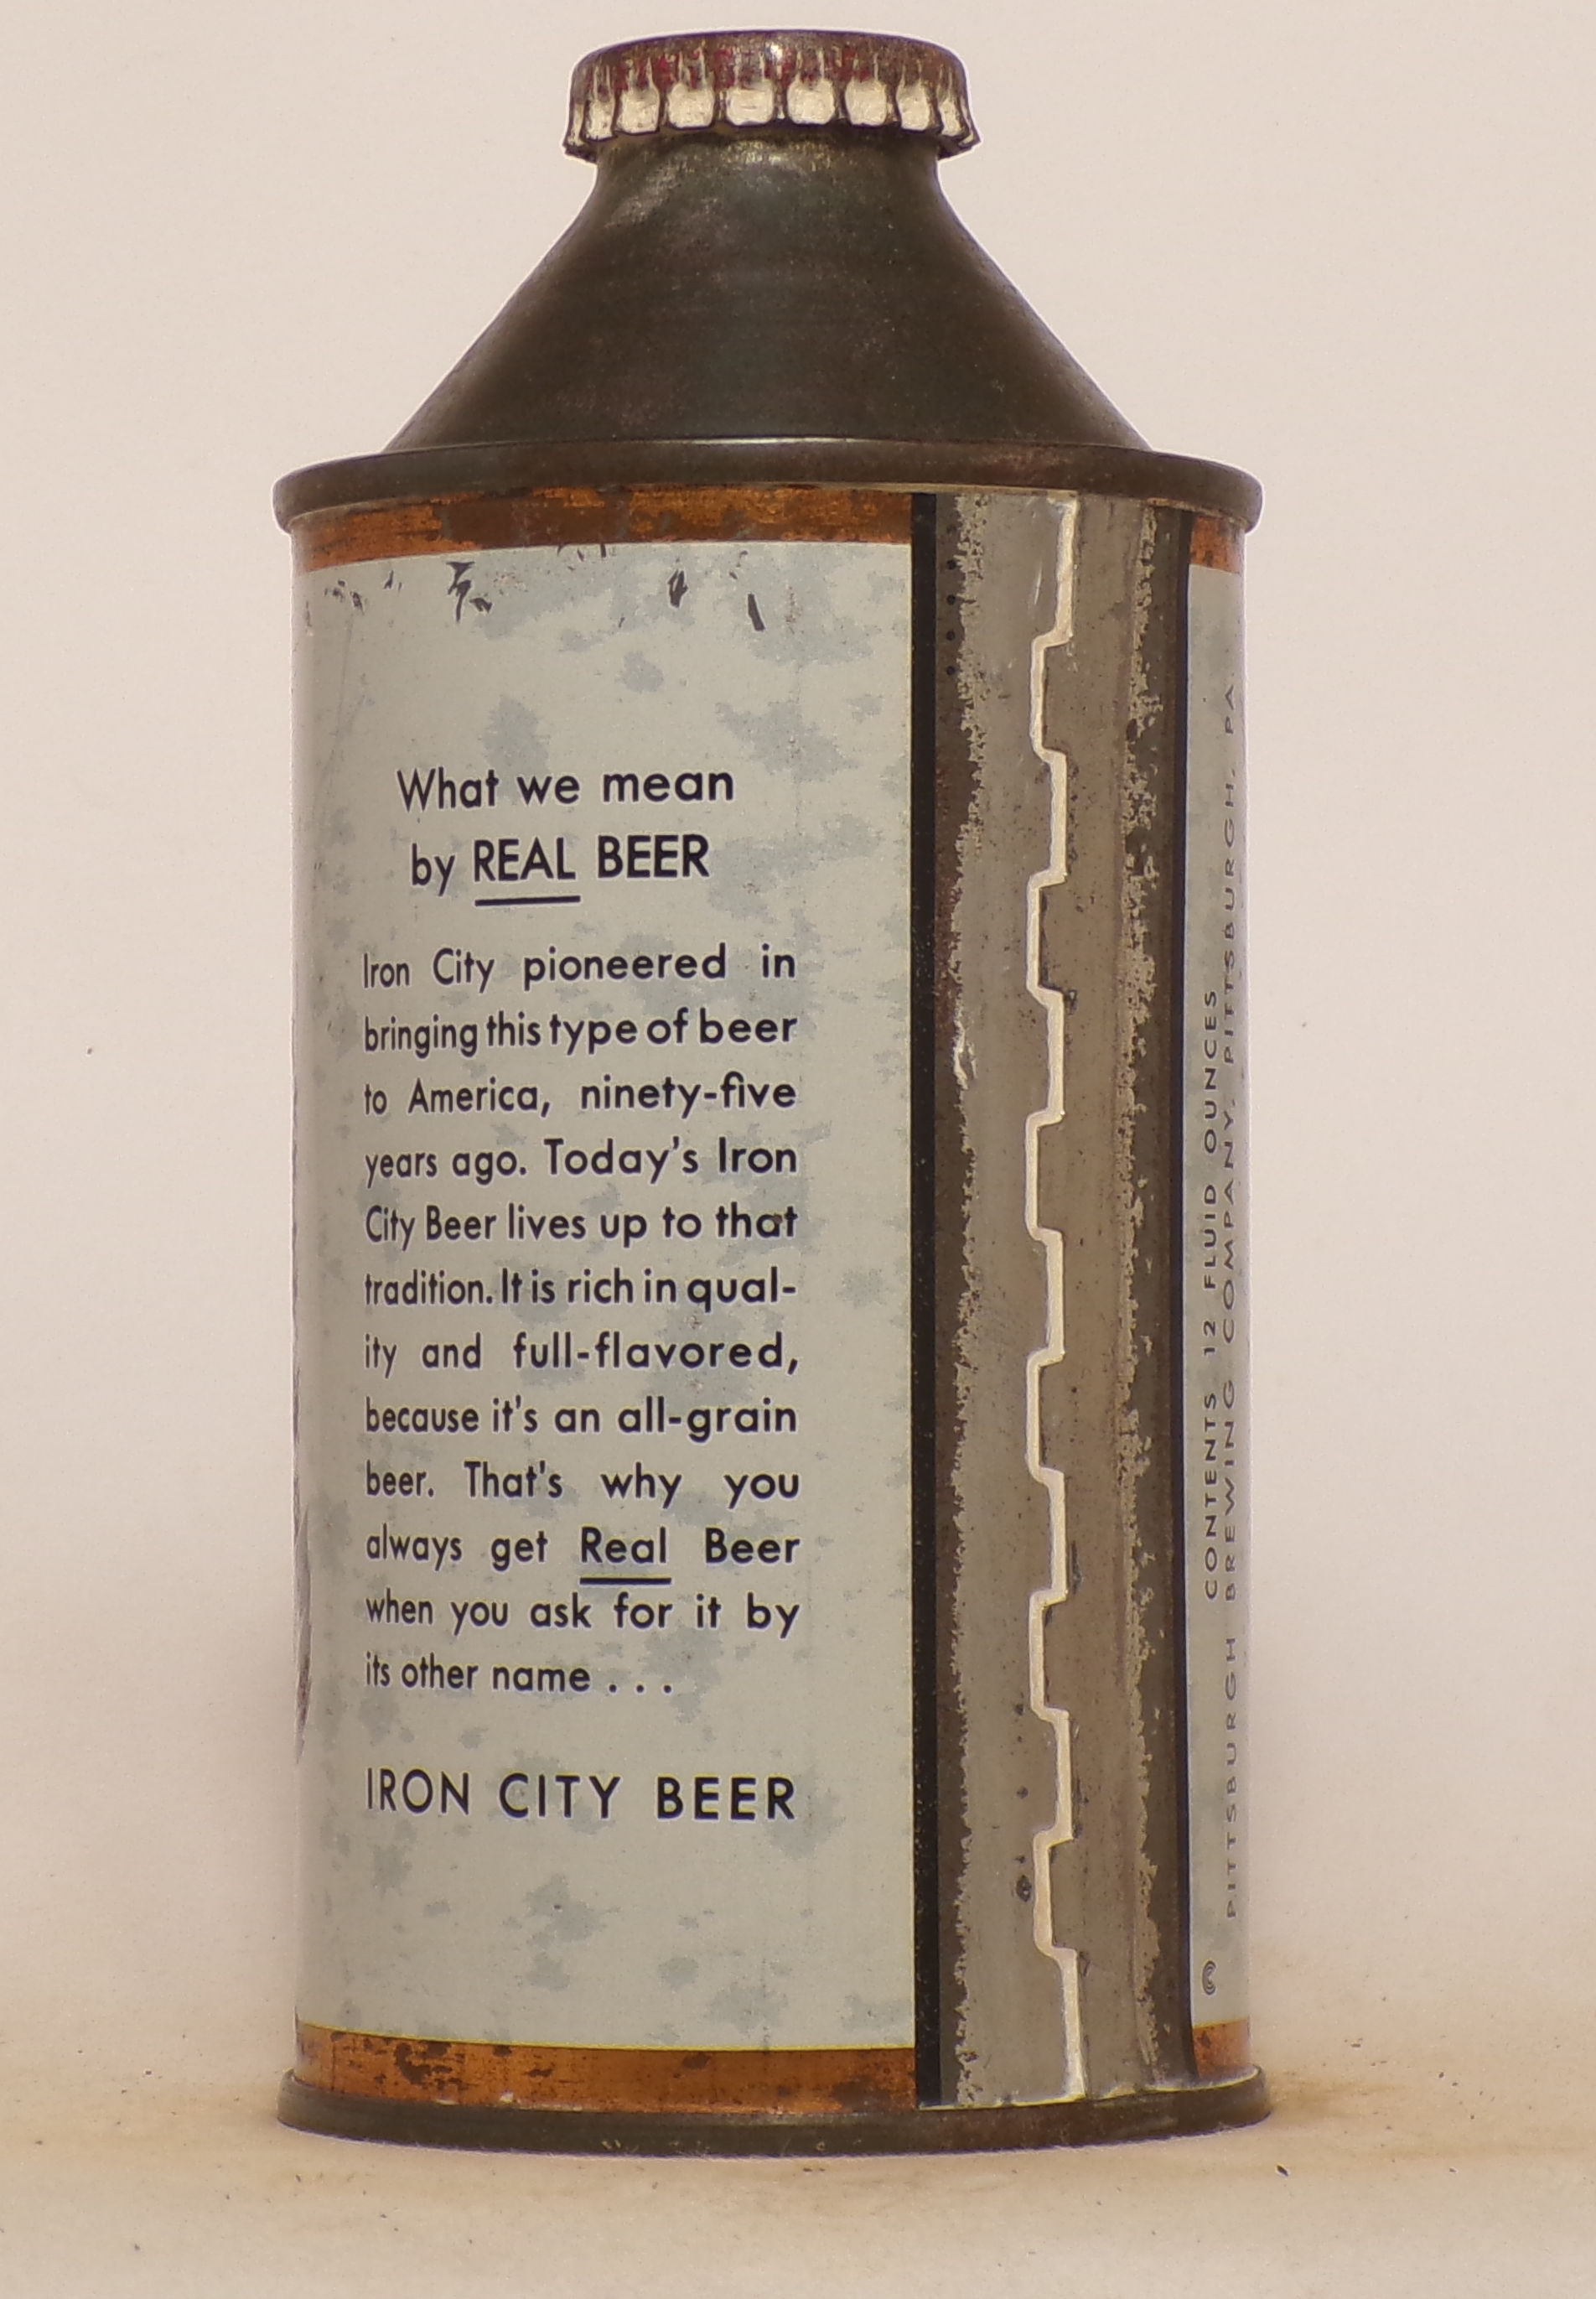 What we mean
by REAL BEER
Iron City pioneered in
bringing this type of beer
to America, ninety-five
years ago. Today's Iron
City Beer lives up to that
tradition. It is rich in qual-
ity and full-flavored,
because it's an all-grain
beer. That's why you
always get Real Beer
when you ask for it by
its other name . . .
IRON CITY BEER
CONTENTS 12 FLUID OUNCES
PITTSBURGH BREWING COMPANY, PITTSBURGH, PA.
©